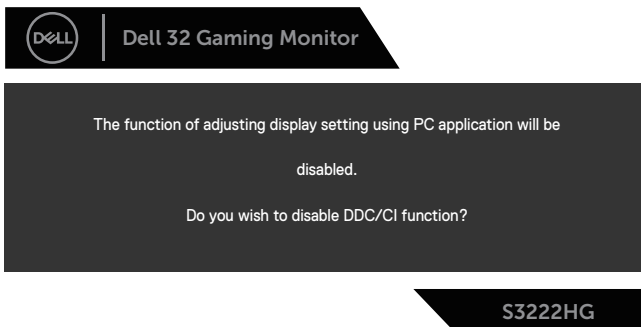 DELL
Dell 32 Gaming Monitor
The function of adjusting display setting using PC application will be
disabled.
Do you wish to disable DDC/CI function?
S3222HG